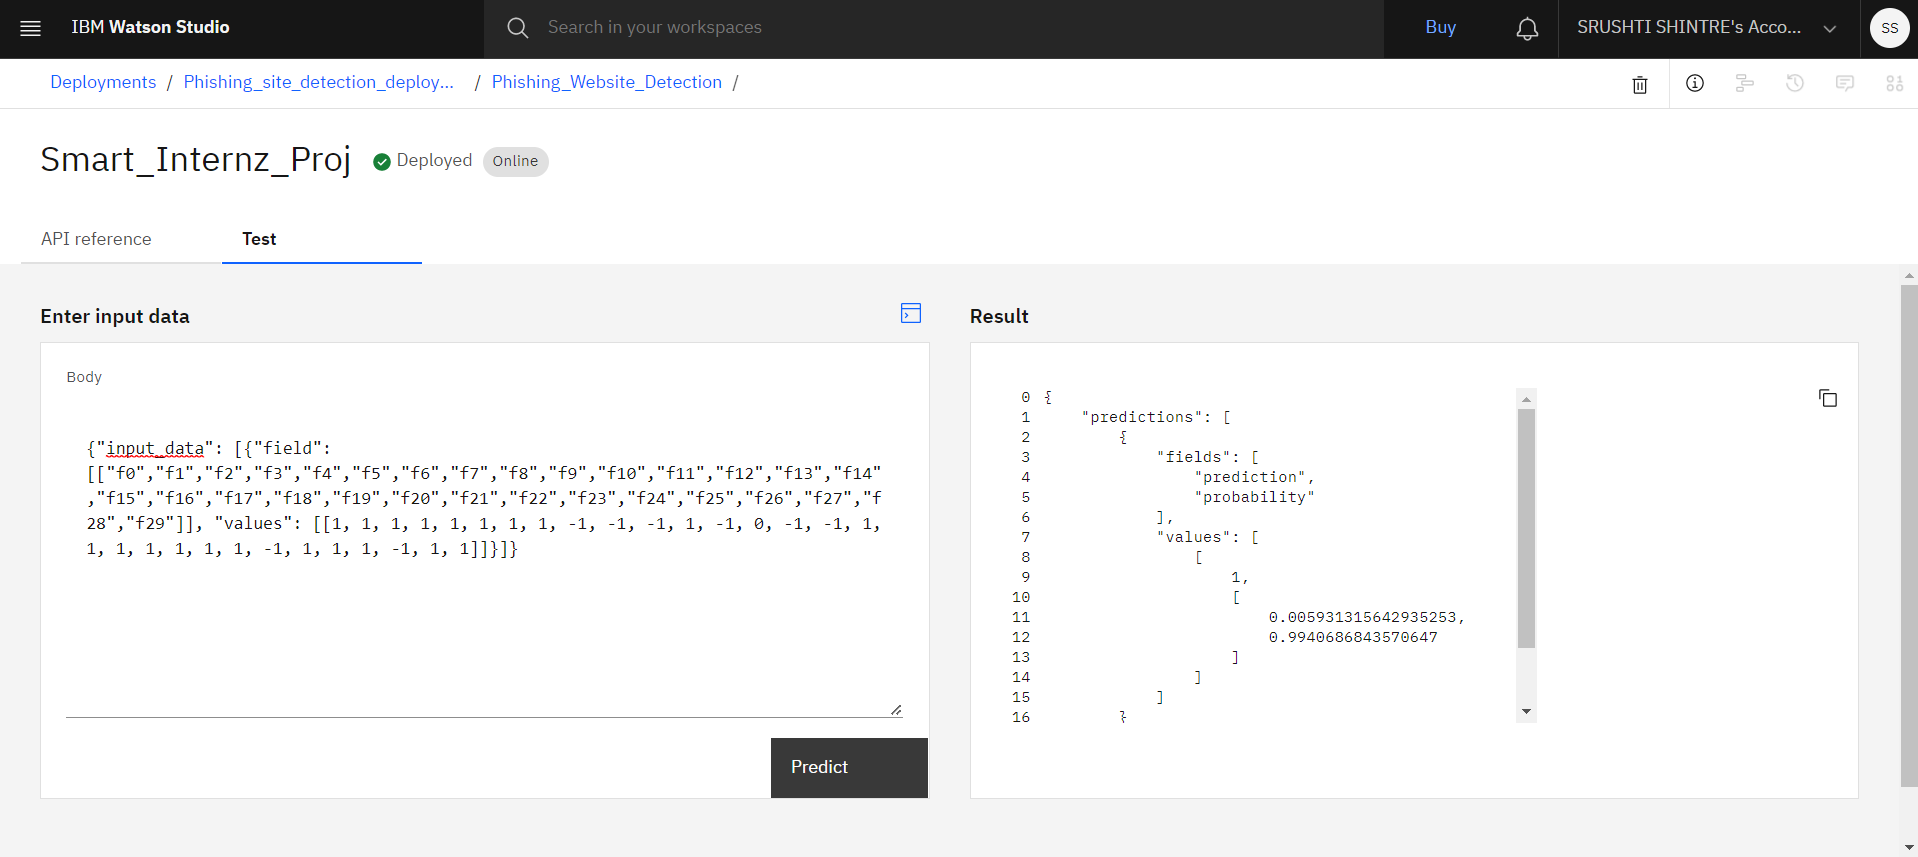 IBM Watson Studio
Search in your workspaces
Buy
SRUSHTI SHINTRE's Acco...
SS
Deployments / Phishing_site_detection_deploy... / Phishing_Website_Detection /
Smart_Internz_Proj
Deployed
Online
API reference
Test
Enter input data
Body
{"input_data": [{"field":
[["f0","f1","f2","f3","f4","f5","f6","f7","f8","f9","f10","f11","f12","f13","f14"
,"f15","f16","f17","f18","f19","f20","f21","f22","f23","f24","f25","f26","f27","f
28","f29"]], "values": [[1, 1, 1, 1, 1, 1, 1, 1, -1, -1, -1, 1, -1, 0, -1, -1, 1,
1, 1, 1, 1, 1, 1, -1, 1, 1, 1, -1, 1, 1]]}]}
Predict
Result
0 {
1 "predictions": [
2 {
3 "fields": [
4 "prediction",
5 "probability"
6 ],
7 "values": [
8 [
9 1,
10 [
11 0.005931315642935253,
12 0.9940686843570647
13 ]
14 ]
15 ]
16 }